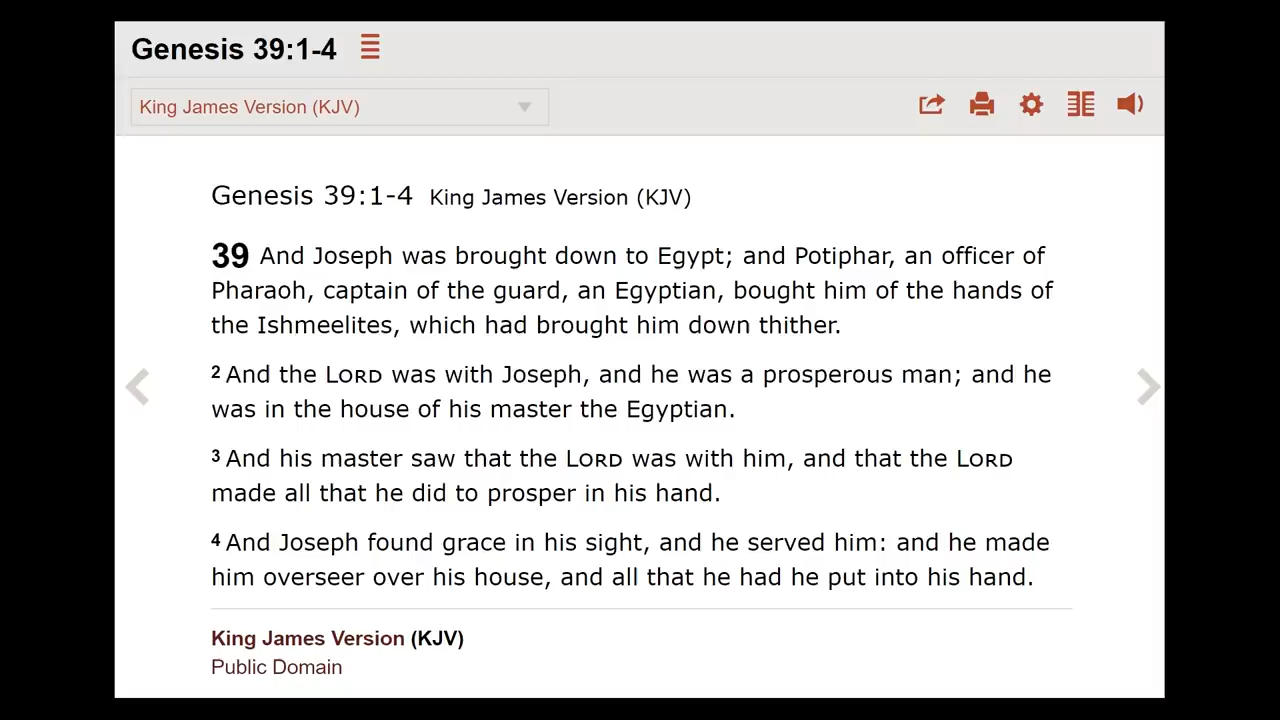 Genesis 39:1-4
King James Version (KJV)
Genesis 39:1-4 King James Version (KJV)
39 And Joseph was brought down to Egypt; and Potiphar, an officer of
Pharaoh, captain of the guard, an Egyptian, bought him of the hands of
the Ishmeelites, which had brought him down thither.
2 And the LORD was with Joseph, and he was a prosperous man; and he
was in the house of his master the Egyptian.
3 And his master saw that the LORD was with him, and that the LORD
made all that he did to prosper in his hand.
4 And Joseph found grace in his sight, and he served him: and he made
him overseer over his house, and all that he had he put into his hand.
King James Version (KJV)
Public Domain